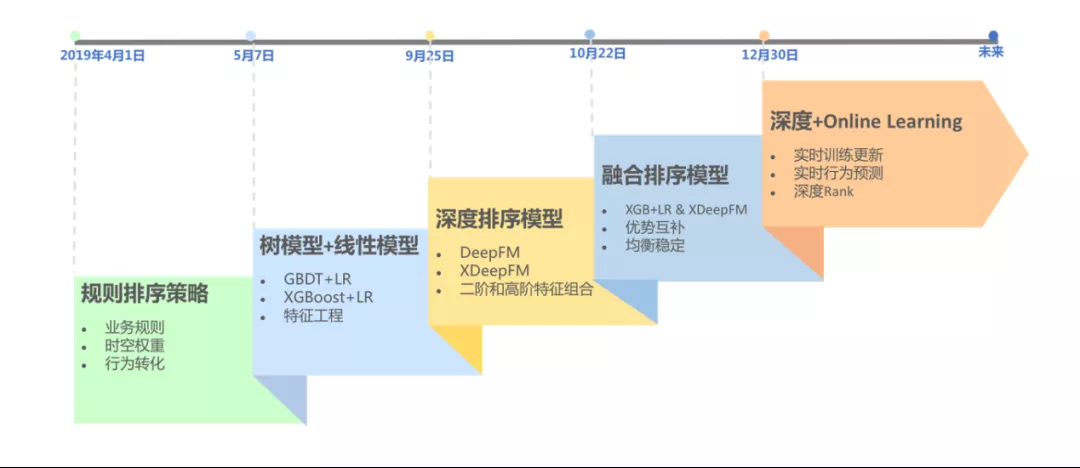 2019年4月1日
5月7日
9月25日
10月22日
12月30日
未来
规则排序策略
• 业务规则
• 时空权重
• 行为转化
树模型+线性模型
• GBDT+LR
• XGBoost+LR
• 特征工程
深度排序模型
• DeepFM
• XDeepFM
• 二阶和高阶特征组合
融合排序模型
• XGB+LR & XDeepFM
• 优势互补
• 均衡稳定
深度+Online Learning
• 实时训练更新
• 实时行为预测
• 深度Rank